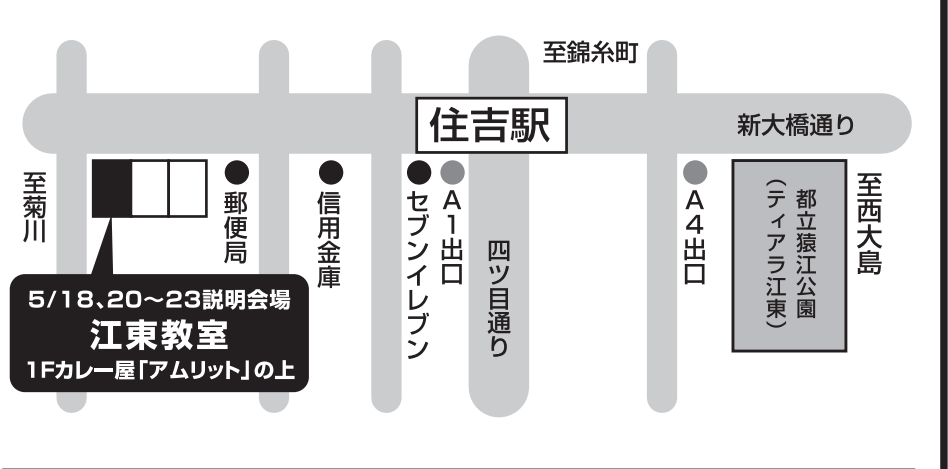 至錦糸町
住吉駅
新大橋通り
至菊川
郵便局
信用金庫
セブンイレブン
A1出口
四ツ目通り
A4出口
都立猿江公園
（ティアラ江東）
至西大島
5/18、20〜23説明会場
江東教室
1Fカレー屋「アムリット」の上